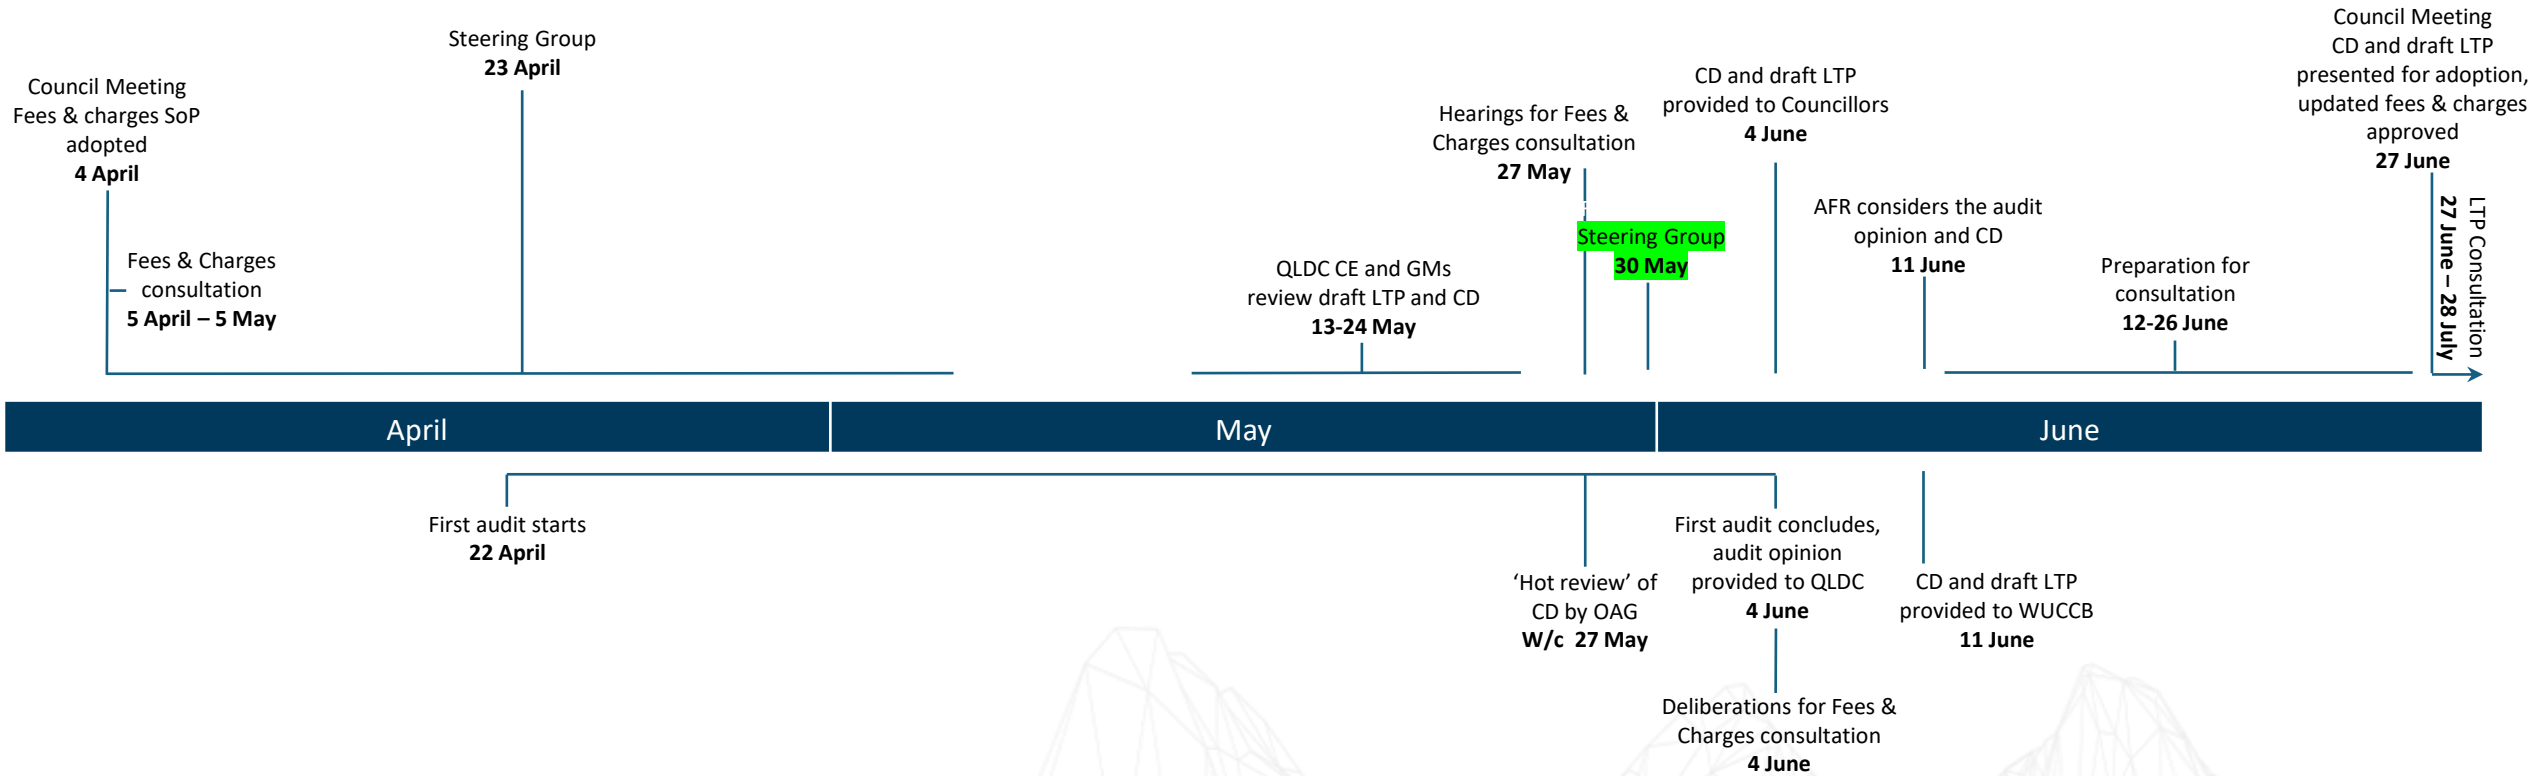 Council Meeting
Fees & charges SoP
adopted
4 April
Fees & Charges
consultation
5 April – 5 May
Steering Group
23 April
QLDC CE and GMs
review draft LTP and CD
13-24 May
Hearings for Fees &
Charges consultation
27 May
Steering Group
30 May
CD and draft LTP
provided to Councillors
4 June
AFR considers the audit
opinion and CD
11 June
Preparation for
consultation
12-26 June
Council Meeting
CD and draft LTP
presented for adoption,
updated fees & charges
approved
27 June
LTP Consultation
27 June – 28 July
April
May
June
First audit starts
22 April
‘Hot review’ of
CD by OAG
W/c 27 May
First audit concludes,
audit opinion
provided to QLDC
4 June
Deliberations for Fees &
Charges consultation
4 June
CD and draft LTP
provided to WUCCB
11 June